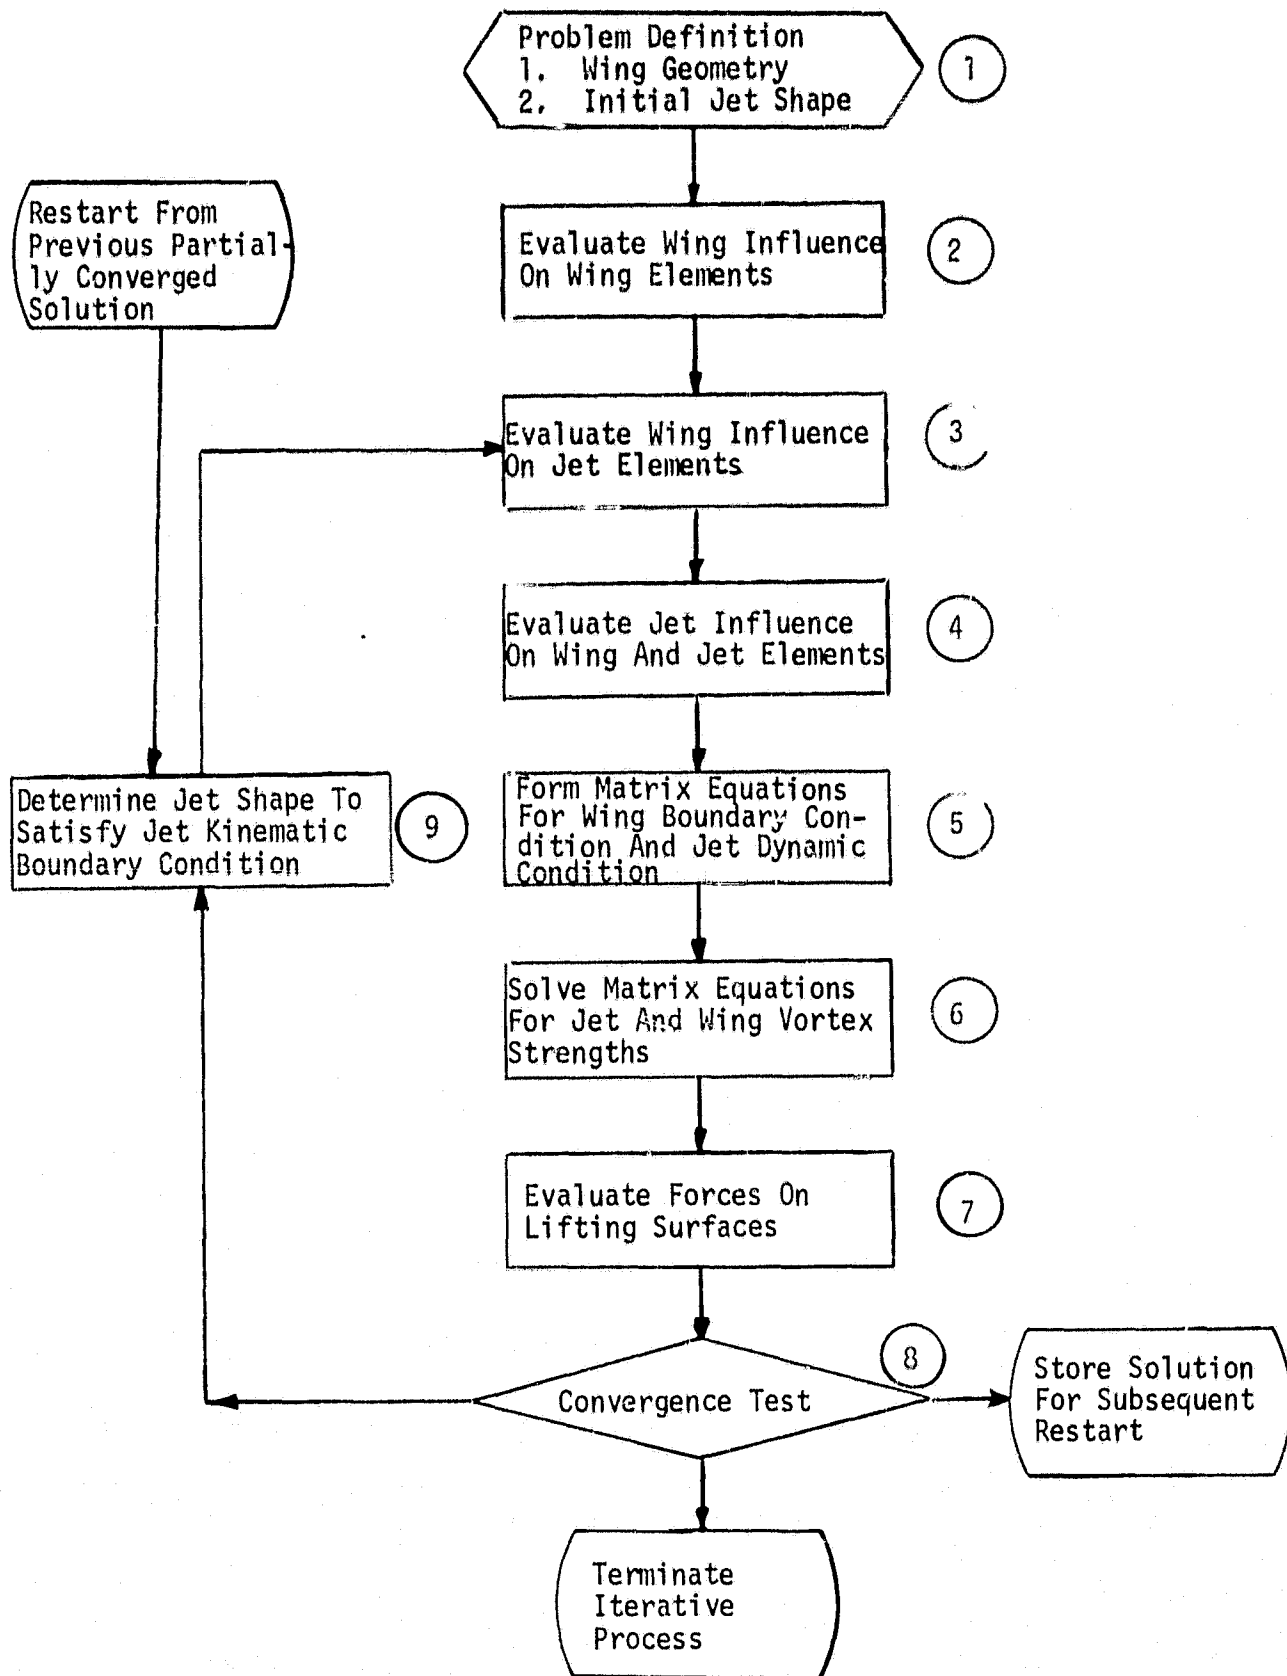 Problem Definition
1. Wing Geometry
2. Initial Jet Shape
1
Restart From
Previous Partial-
ly Converged
Solution
Evaluate Wing Influence
On Wing Elements
2
Evaluate Wing Influence
On Jet Elements
3
Evaluate Jet Influence
On Wing And Jet Elements
4
Determine Jet Shape To
Satisfy Jet Kinematic
Boundary Condition
9
Form Matrix Equations
For Wing Boundary Con-
dition And Jet Dynamic
Condition
5
Solve Matrix Equations
For Jet And Wing Vortex
Strengths
6
Evaluate Forces On
Lifting Surfaces
7
Convergence Test
8
Store Solution
For Subsequent
Restart
Terminate
Iterative
Process